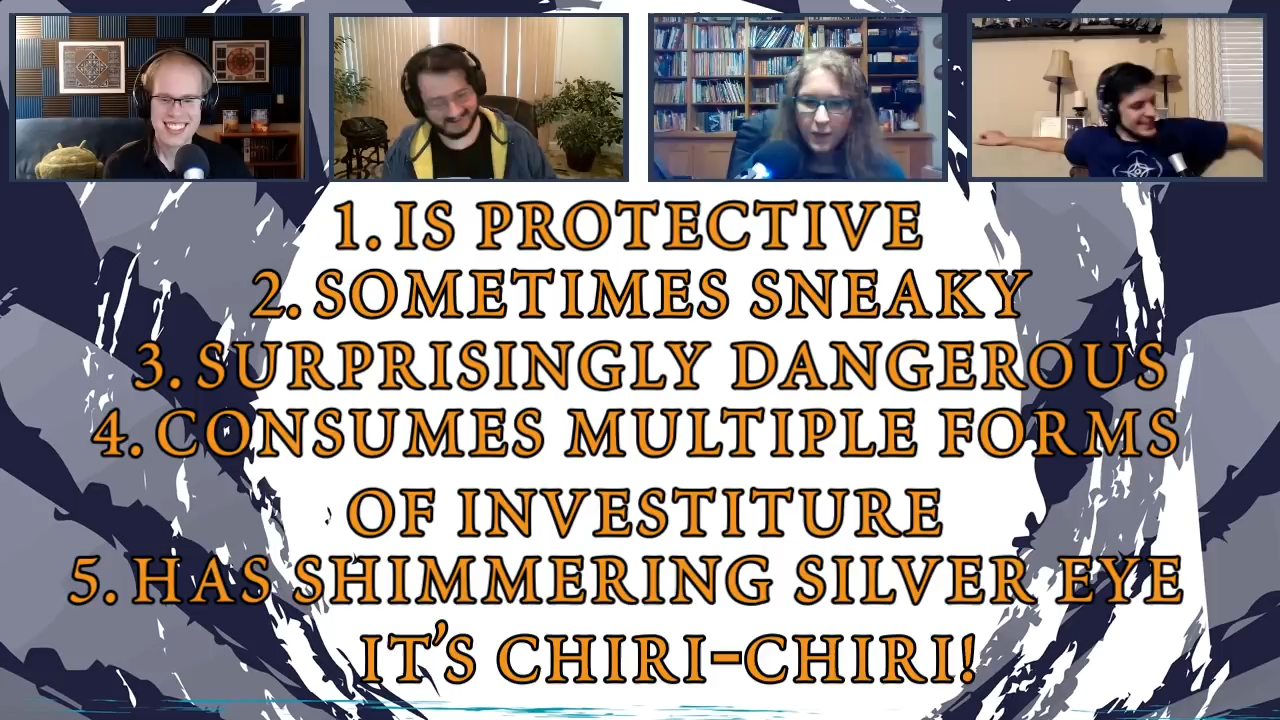 1. IS PROTECTIVE
2. SOMETIMES SNEAKY
3. SURPRISINGLY DANGEROUS
4. CONSUMES MULTIPLE FORMS
OF INVESTITURE
5. HAS SHIMMERING SILVER EYE
IT'S CHIRI-CHIRI!